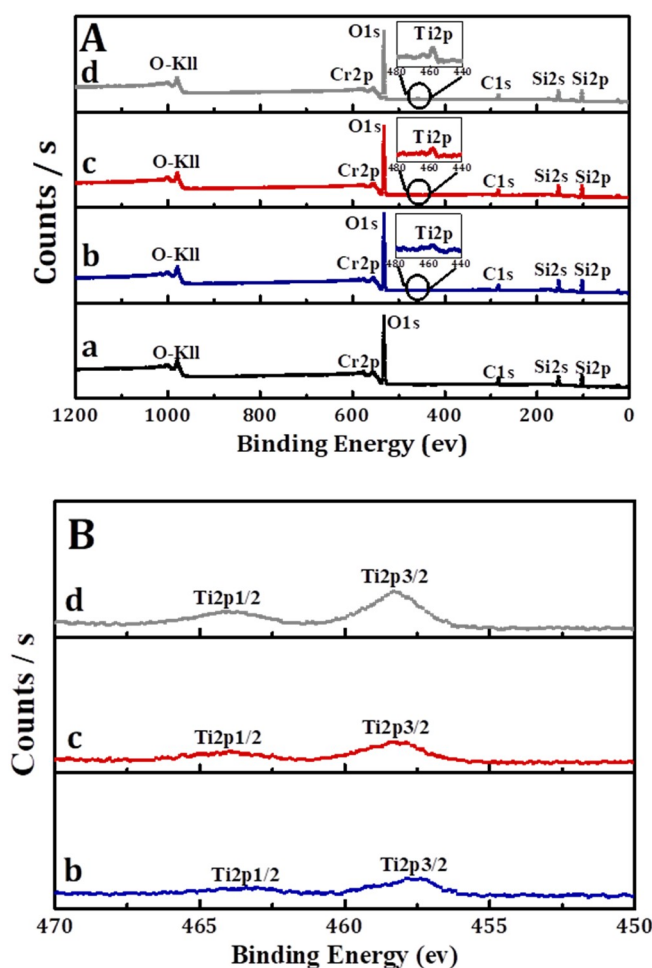 A
d
O-Kll
Cr2p
O1s
Ti2p
480 460 440
C1s
Si2s Si2p
c
O-Kll
Cr2p
O1s
Ti2p
480 460 440
C1s
Si2s Si2p
b
O-Kll
Cr2p
O1s
Ti2p
480 460 440
C1s
Si2s Si2p
a
O-Kll
Cr2p
O1s
C1s
Si2s Si2p
Counts / s
1200 1000 800 600 400 200 0
Binding Energy (ev)
B
d
Ti2p1/2
Ti2p3/2
c
Ti2p1/2
Ti2p3/2
b
Ti2p1/2
Ti2p3/2
Counts / s
470 465 460 455 450
Binding Energy (ev)